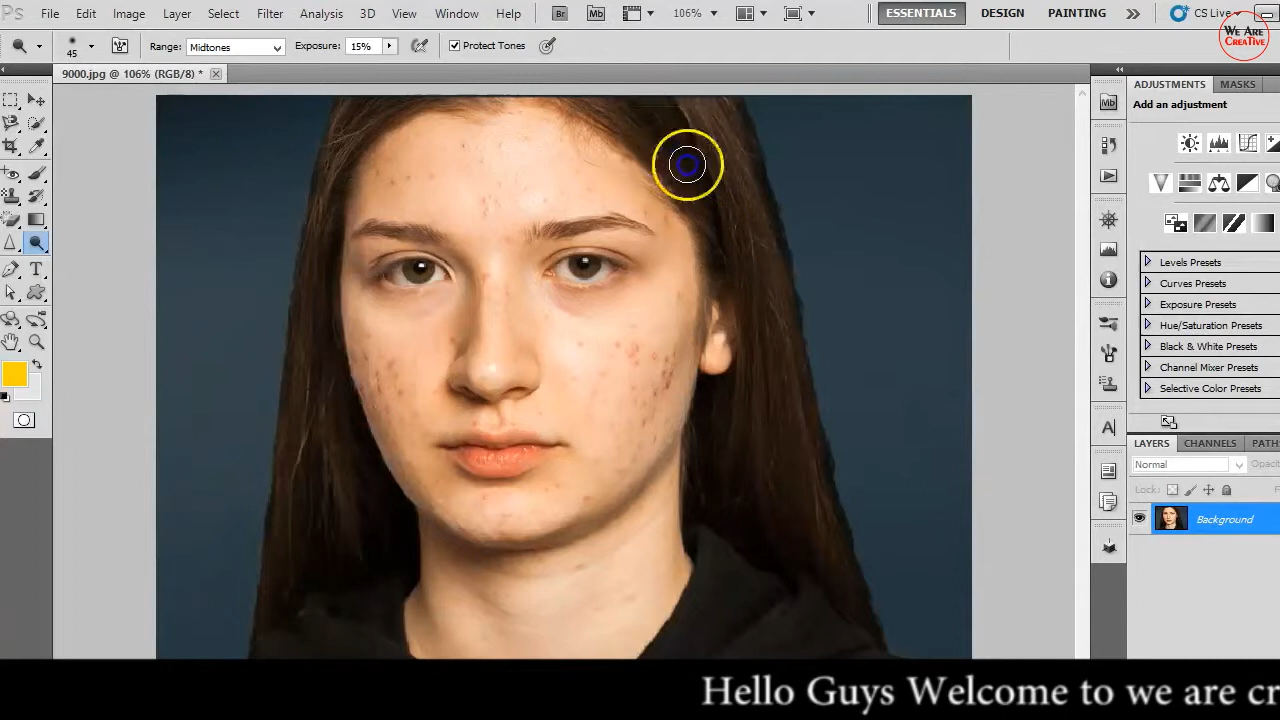 Ps File Edit Image Layer Select Filter Analysis 3D View Window Help Br Mb 106% ESSENTIALS DESIGN PAINTING CS Live
We Are
Creative
45 Range: Midtones Exposure: 15% Protect Tones
9000.jpg @ 106% (RGB/8) *
ADJUSTMENTS MASKS
Mb
Add an adjustment
Levels Presets
Curves Presets
Exposure Presets
Hue/Saturation Presets
Black & White Presets
Channel Mixer Presets
Selective Color Presets
LAYERS CHANNELS PATH
Normal Opacit
Lock:
Background
Hello Guys Welcome to we are cr